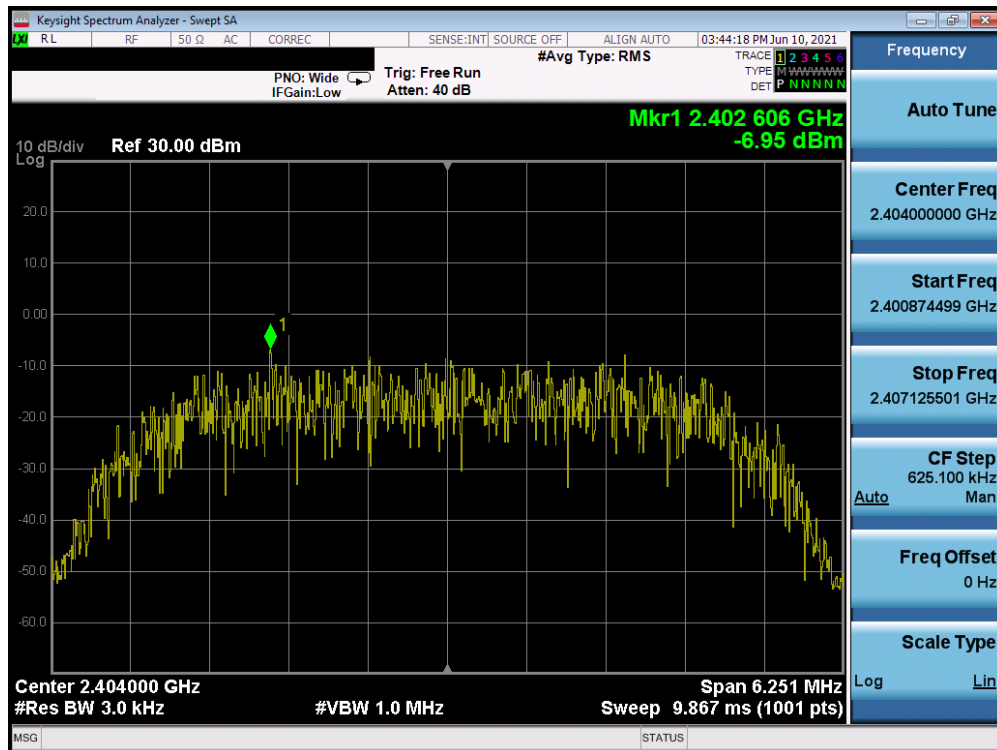 Keysight Spectrum Analyzer - Swept SA
LXI RL RF 50 Ω AC CORREC SENSE:INT SOURCE OFF ALIGN AUTO 03:44:18 PM Jun 10, 2021
#Avg Type: RMS
TRACE 1 2 3 4 5 6
TYPE M WWWWW
DET P N N N N N
PNO: Wide
IFGain:Low
Trig: Free Run
Atten: 40 dB
Mkr1 2.402 606 GHz
-6.95 dBm
10 dB/div
Log
Ref 30.00 dBm
20.0
10.0
0.00
-10.0
-20.0
-30.0
-40.0
-50.0
-60.0
1
Center 2.404000 GHz
Span 6.251 MHz
#Res BW 3.0 kHz
#VBW 1.0 MHz
Sweep 9.867 ms (1001 pts)
MSG
STATUS
Frequency
Auto Tune
Center Freq
2.404000000 GHz
Start Freq
2.400874499 GHz
Stop Freq
2.407125501 GHz
CF Step
625.100 kHz
Auto Man
Freq Offset
0 Hz
Scale Type
Log Lin